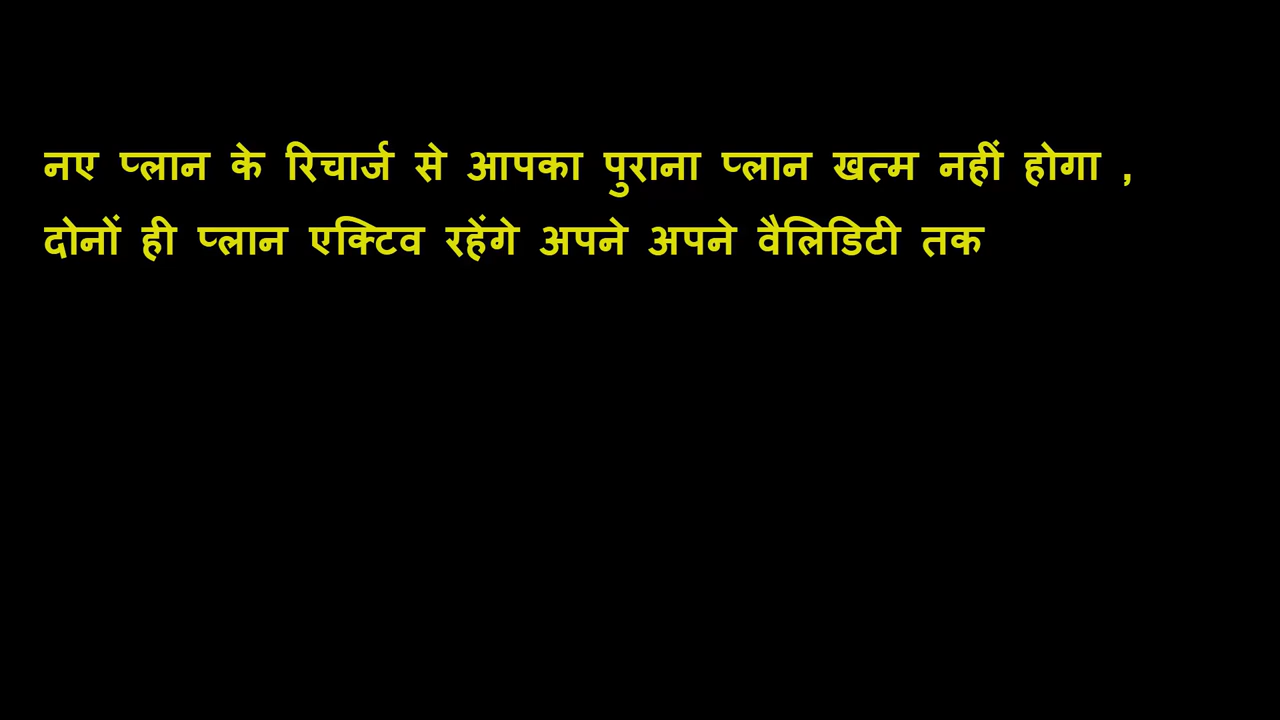 नए प्लान के रिचार्ज से आपका पुराना प्लान खत्म नहीं होगा ,
दोनों ही प्लान एक्टिव रहेंगे अपने अपने वैलिडिटी तक